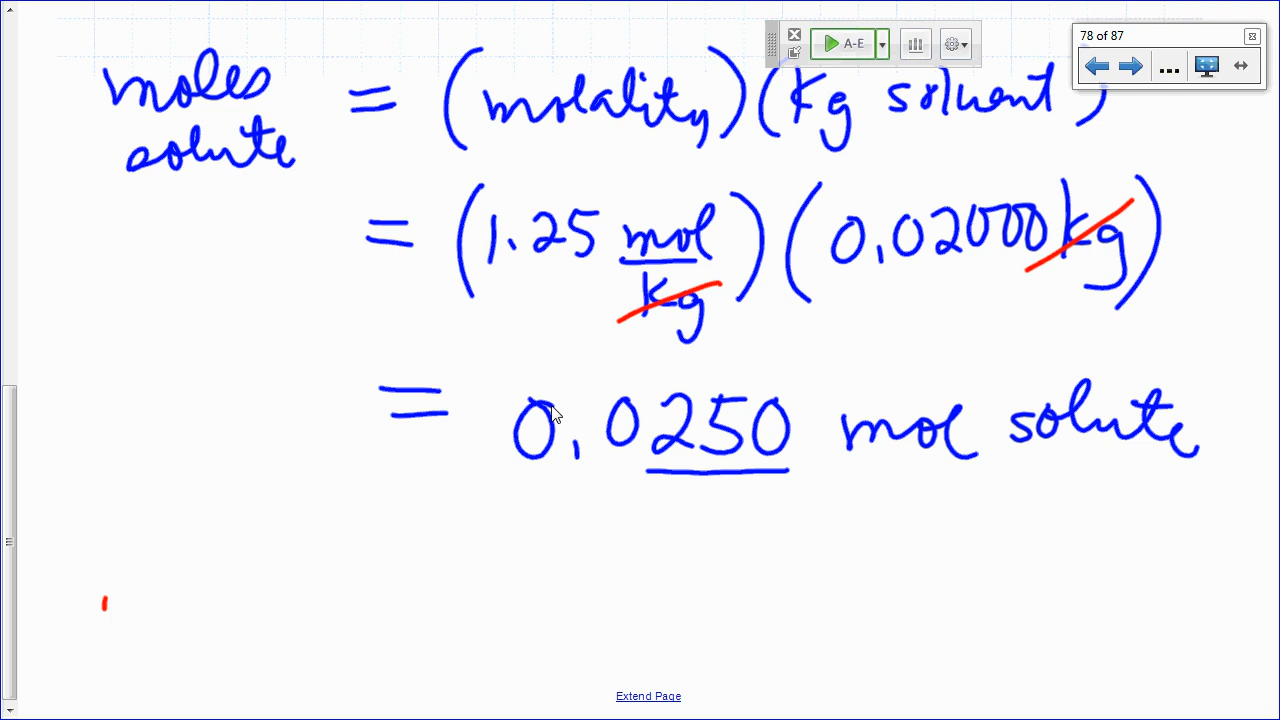 A-E
78 of 87
moles = (molality)(kg solvent)
solute
= (1.25 mol/kg)(0.02000 kg)
= 0.0250 mol solute
Extend Page